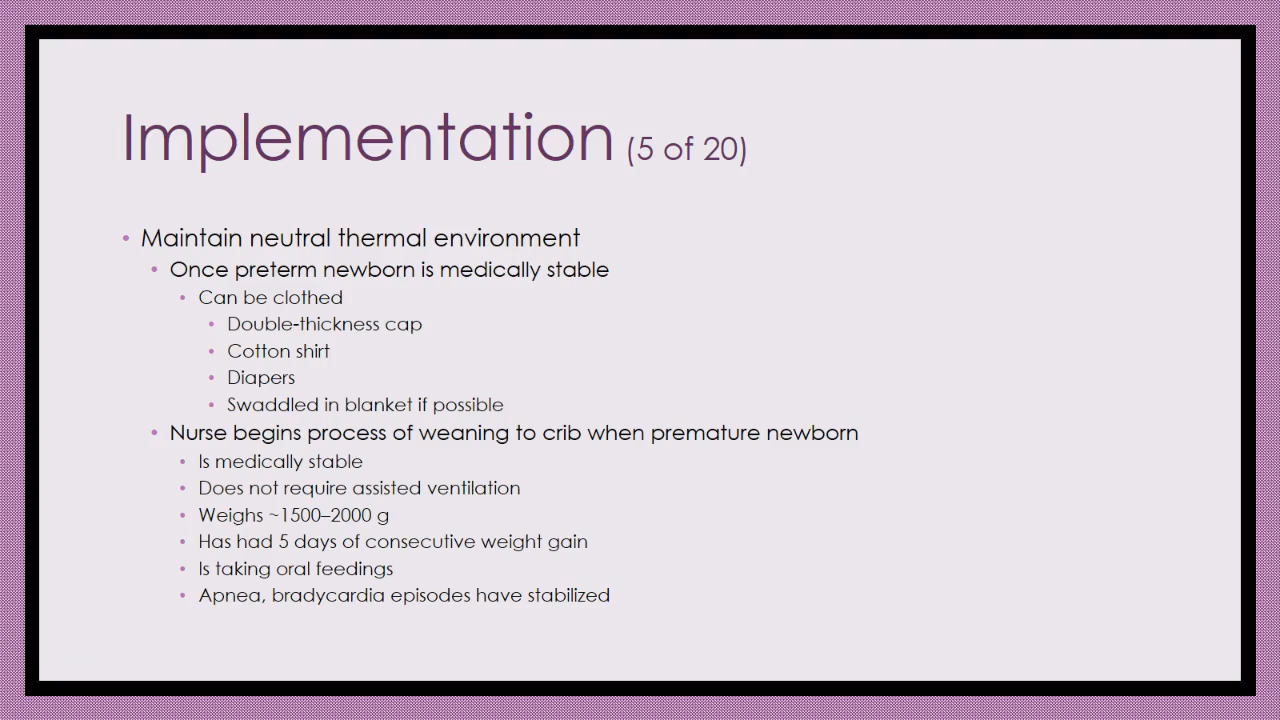 Implementation (5 of 20)
• Maintain neutral thermal environment
• Once preterm newborn is medically stable
• Can be clothed
• Double-thickness cap
• Cotton shirt
• Diapers
• Swaddled in blanket if possible
• Nurse begins process of weaning to crib when premature newborn
• Is medically stable
• Does not require assisted ventilation
• Weighs ~1500–2000 g
• Has had 5 days of consecutive weight gain
• Is taking oral feedings
• Apnea, bradycardia episodes have stabilized